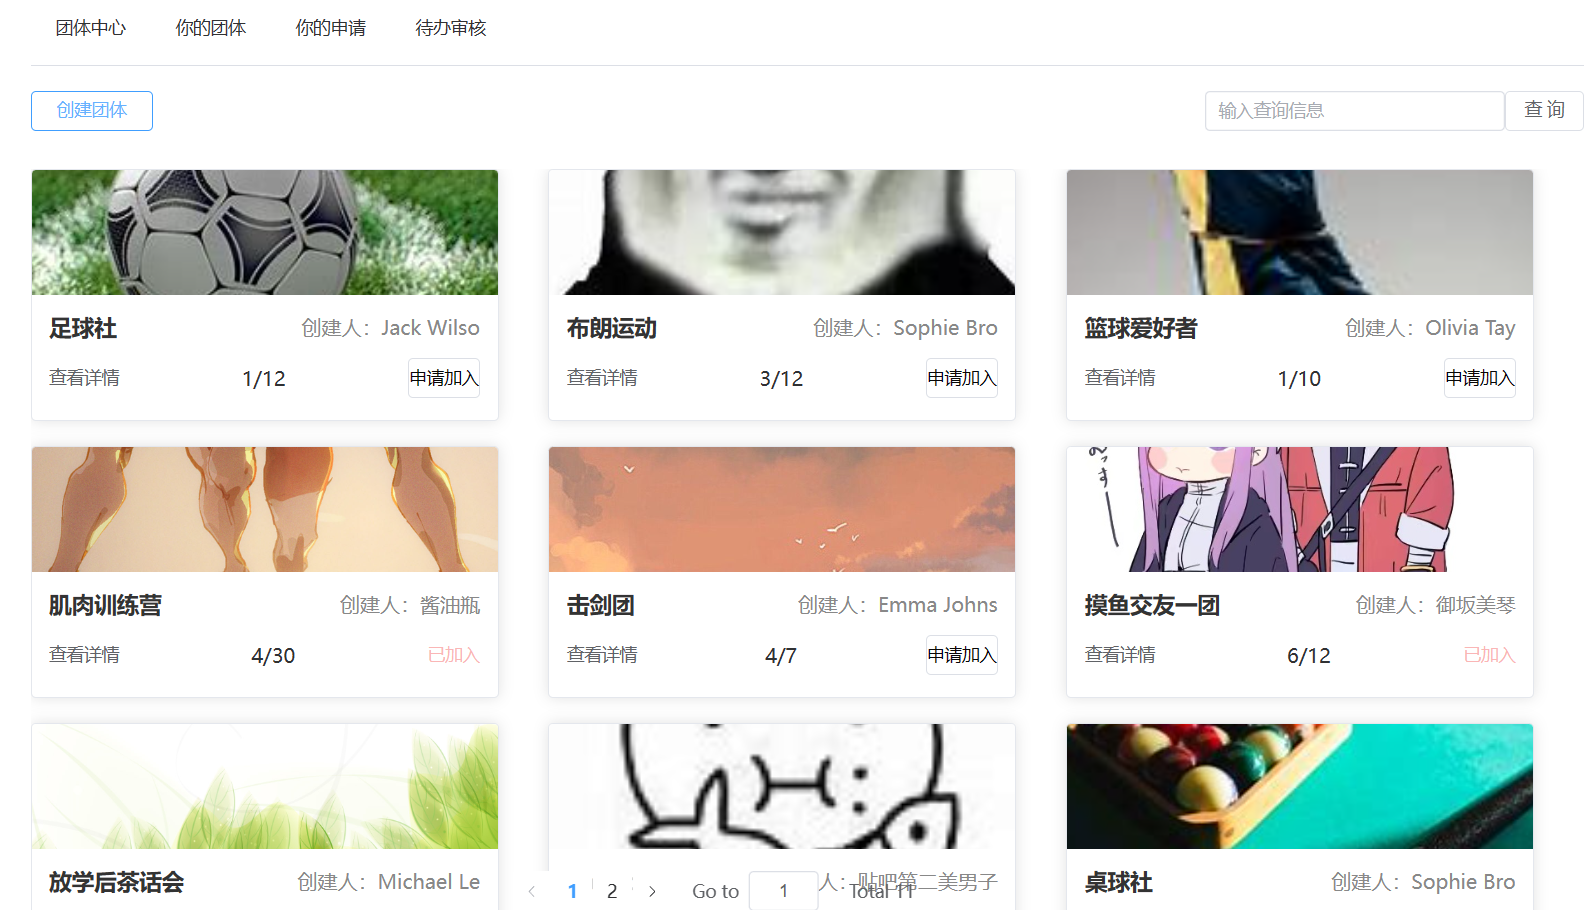 团体中心 你的团体 你的申请 待办审核
创建团体 输入查询信息 查 询
足球社 创建人：Jack Wilso
查看详情 1/12 申请加入
布朗运动 创建人：Sophie Bro
查看详情 3/12 申请加入
篮球爱好者 创建人：Olivia Tay
查看详情 1/10 申请加入
肌肉训练营 创建人：酱油瓶
查看详情 4/30 已加入
击剑团 创建人：Emma Johns
查看详情 4/7 申请加入
摸鱼交友一团 创建人：御坂美琴
查看详情 6/12 已加入
放学后茶话会 创建人：Michael Le
人：贴吧第二美男子
桌球社 创建人：Sophie Bro
1 2 Go to 1 Total 11